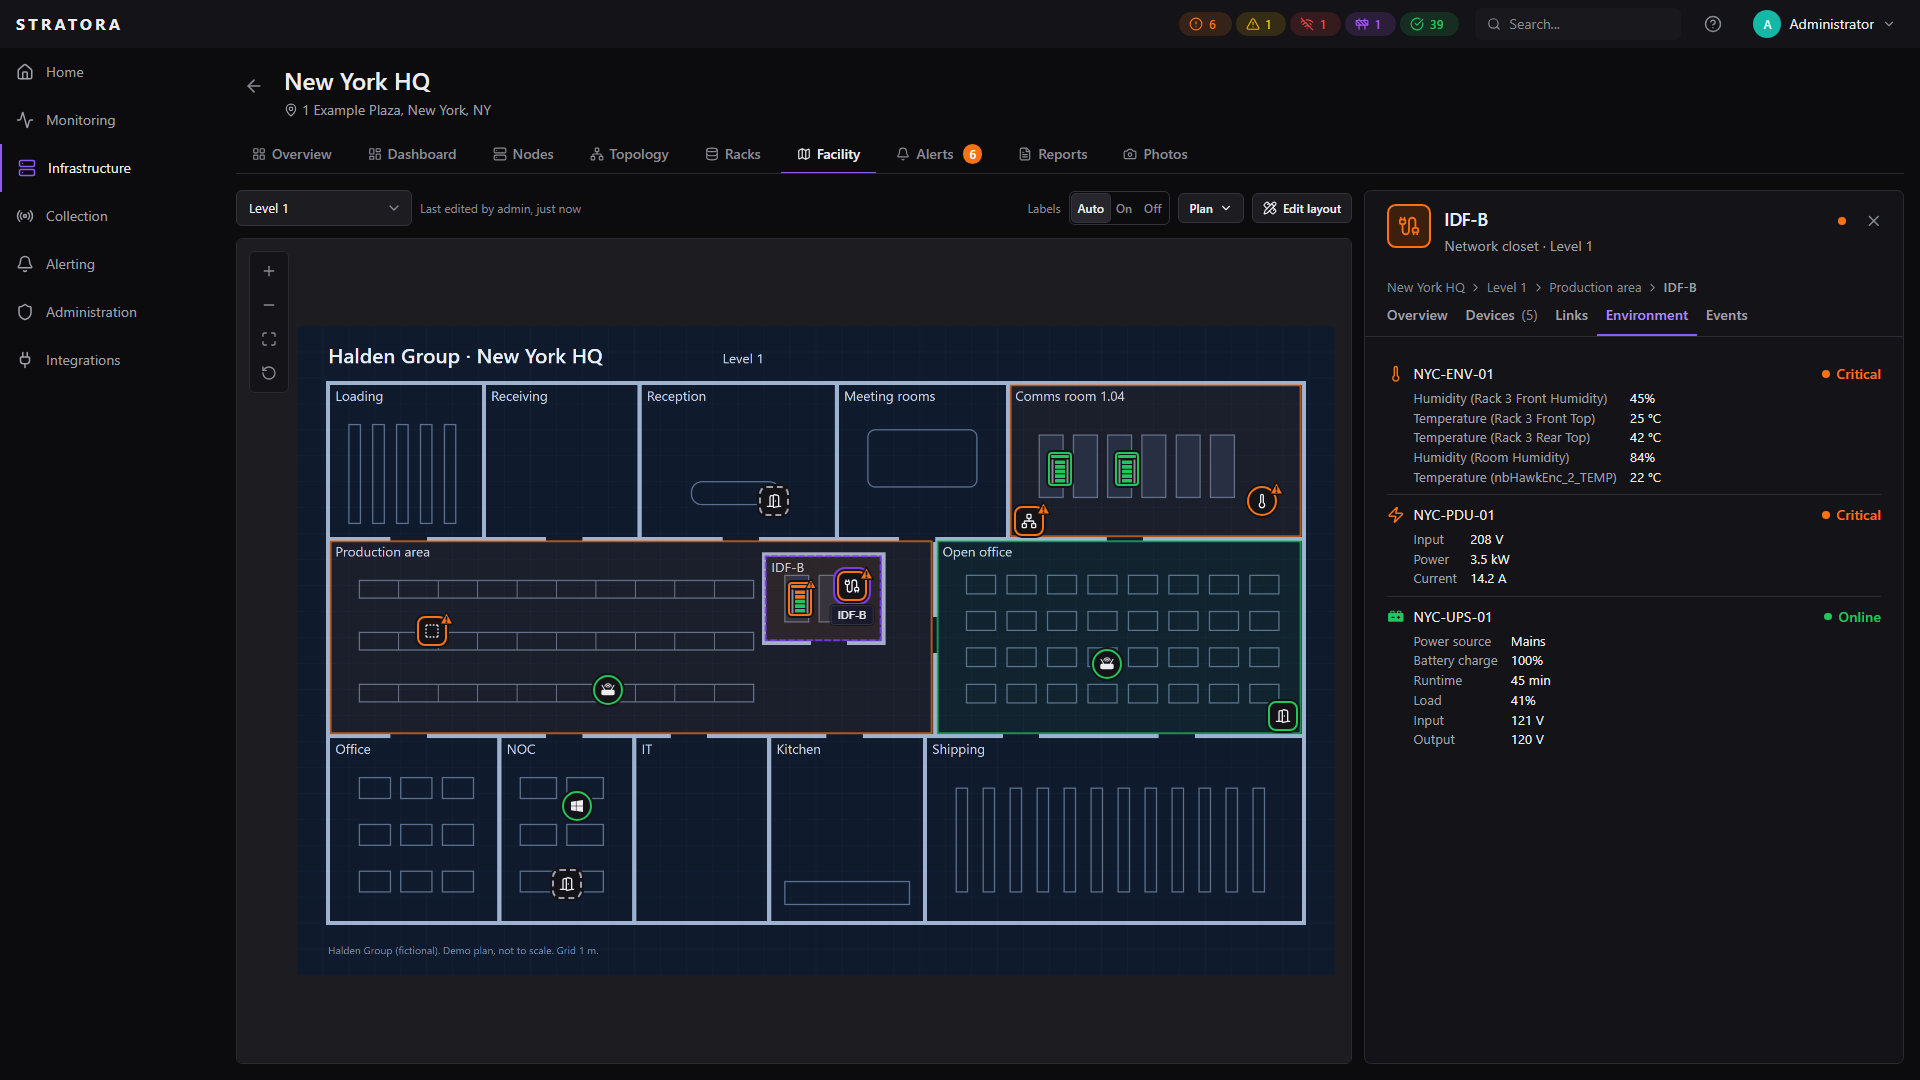 STRATORA
6
1
1
1
39
Search...
A
Administrator
Home
Monitoring
Infrastructure
Collection
Alerting
Administration
Integrations
New York HQ
1 Example Plaza, New York, NY
Overview
Dashboard
Nodes
Topology
Racks
Facility
Alerts 6
Reports
Photos
Level 1
Last edited by admin, just now
Labels
Auto
On
Off
Plan
Edit layout
Halden Group · New York HQ
Level 1
Loading
Receiving
Reception
Meeting rooms
Comms room 1.04
Production area
IDF-B
IDF-B
Open office
Office
NOC
IT
Kitchen
Shipping
Halden Group (fictional). Demo plan, not to scale. Grid 1 m.
IDF-B
Network closet · Level 1
New York HQ > Level 1 > Production area > IDF-B
Overview
Devices (5)
Links
Environment
Events
NYC-ENV-01 Critical
Humidity (Rack 3 Front Humidity) 45%
Temperature (Rack 3 Front Top) 25 °C
Temperature (Rack 3 Rear Top) 42 °C
Humidity (Room Humidity) 84%
Temperature (nbHawkEnc_2_TEMP) 22 °C
NYC-PDU-01 Critical
Input 208 V
Power 3.5 kW
Current 14.2 A
NYC-UPS-01 Online
Power source Mains
Battery charge 100%
Runtime 45 min
Load 41%
Input 121 V
Output 120 V